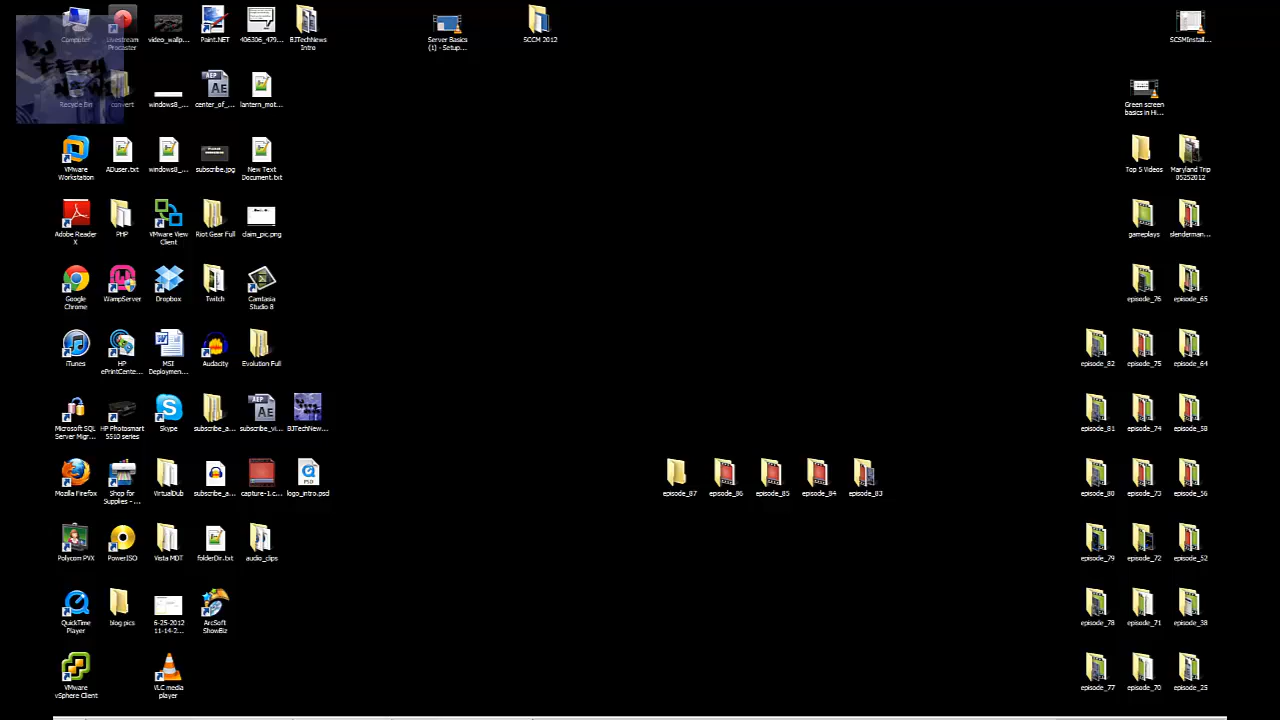 Computer
Livestream
Procaster
video_wallp...
Paint.NET
406306_479...
BJTechNews
Intro
Server Basics
(1) - Setup...
SCCM 2012
SCSMInstall...
Recycle Bin
convert
windows8_...
center_of_...
lantern_mot...
Green screen
basics in Hi...
VMware
Workstation
ADuser.txt
windows8_...
subscribe.jpg
New Text
Document.txt
Top 5 Videos
Maryland Trip
05252012
Adobe Reader
X
PHP
VMware View
Client
Riot Gear Full
claim_pic.png
gameplays
slenderman...
Google
Chrome
WampServer
Dropbox
Twitch
Camtasia
Studio 8
episode_76
episode_65
iTunes
HP
ePrintCente...
MSI
Deploymen...
Audacity
Evolution Full
episode_82
episode_75
episode_64
Microsoft SQL
Server Migr...
HP Photosmart
5510 series
Skype
subscribe_a...
subscribe_vi...
BJTechNew...
episode_81
episode_74
episode_58
Mozilla Firefox
Shop for
Supplies - ...
VirtualDub
subscribe_a...
capture-1.c...
logo_intro.psd
episode_87
episode_86
episode_85
episode_84
episode_83
episode_80
episode_73
episode_56
Polycom PVX
PowerISO
Vista MDT
folderDir.txt
audio_clips
episode_79
episode_72
episode_52
QuickTime
Player
blog pics
6-25-2012
11-14-2...
ArcSoft
ShowBiz
episode_78
episode_71
episode_38
VMware
vSphere Client
VLC media
player
episode_77
episode_70
episode_25